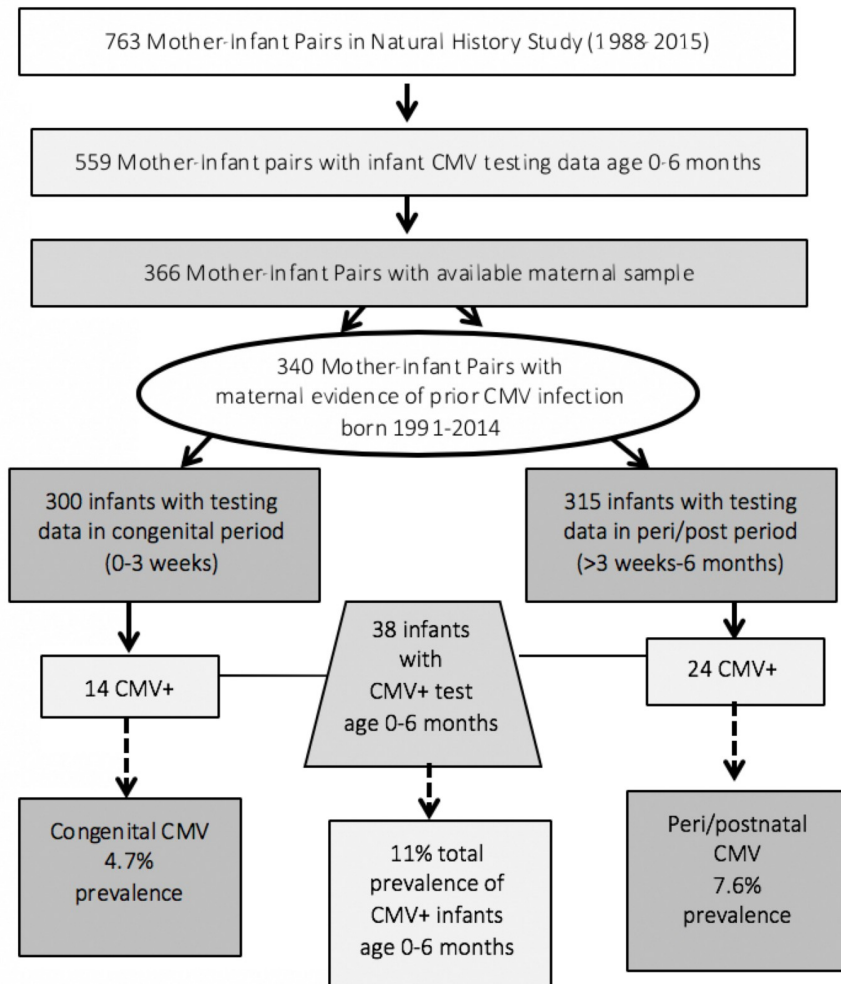 763 Mother-Infant Pairs in Natural History Study (1988-2015)
559 Mother-Infant pairs with infant CMV testing data age 0-6 months
366 Mother-Infant Pairs with available maternal sample
340 Mother-Infant Pairs with
maternal evidence of prior CMV infection
born 1991-2014
300 infants with testing
data in congenital period
(0-3 weeks)
315 infants with testing
data in peri/post period
(>3 weeks-6 months)
14 CMV+
38 infants
with
CMV+ test
age 0-6 months
24 CMV+
Congenital CMV
4.7%
prevalence
11% total
prevalence of
CMV+ infants
age 0-6 months
Peri/postnatal
CMV
7.6%
prevalence